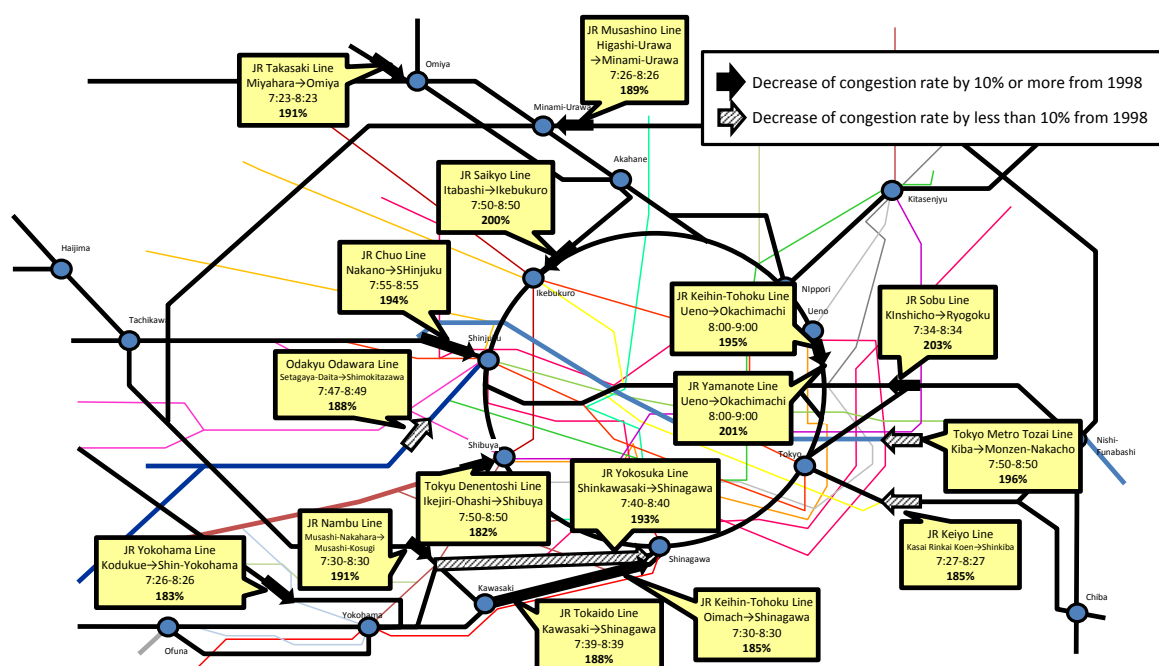 Omiya
JR Takasaki Line
Miyahara→Omiya
7:23-8:23
191%
JR Musashino Line
Higashi-Urawa
→Minami-Urawa
7:26-8:26
189%
Decrease of congestion rate by 10% or more from 1998
Decrease of congestion rate by less than 10% from 1998
Minami-Urawa
Akahane
Kitasenjyu
JR Saikyo Line
Itabashi→Ikebukuro
7:50-8:50
200%
Haijima
JR Chuo Line
Nakano→SHinjuku
7:55-8:55
194%
Ikebukuro
NIppori
JR Keihin-Tohoku Line
Ueno→Okachimachi
8:00-9:00
195%
Ueno
JR Sobu Line
KInshicho→Ryogoku
7:34-8:34
203%
Tachikawa
Shinjuku
Odakyu Odawara Line
Setagaya-Daita→Shimokitazawa
7:47-8:49
188%
JR Yamanote Line
Ueno→Okachimachi
8:00-9:00
201%
Tokyo Metro Tozai Line
Kiba→Monzen-Nakacho
7:50-8:50
196%
Nishi-
Funabashi
Shibuya
Tokyo
Tokyu Denentoshi Line
Ikejiri-Ohashi→Shibuya
7:50-8:50
182%
JR Yokosuka Line
Shinkawasaki→Shinagawa
7:40-8:40
193%
JR Nambu Line
Musashi-Nakahara→
Musashi-Kosugi
7:30-8:30
191%
JR Keiyo Line
Kasai Rinkai Koen→Shinkiba
7:27-8:27
185%
JR Yokohama Line
Kodukue→Shin-Yokohama
7:26-8:26
183%
Shinagawa
Kawasaki
Chiba
Yokohama
Ofuna
JR Tokaido Line
Kawasaki→Shinagawa
7:39-8:39
188%
JR Keihin-Tohoku Line
Oimach→Shinagawa
7:30-8:30
185%